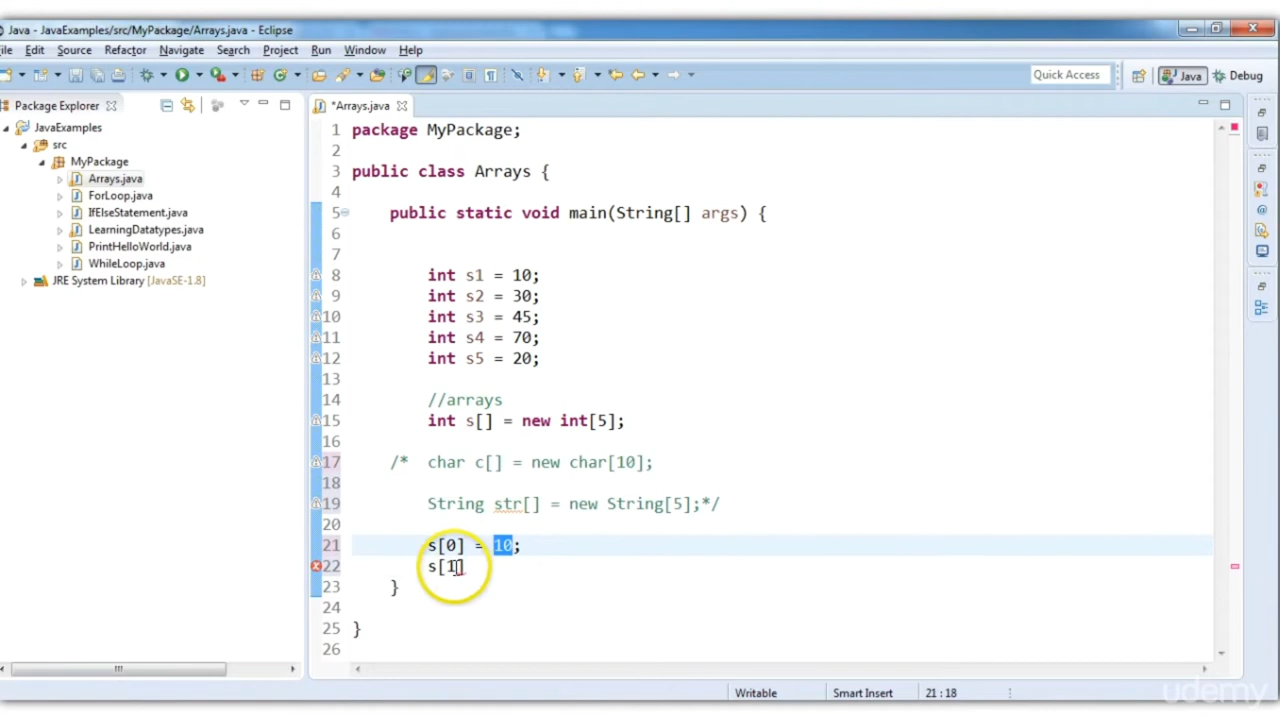 Java - JavaExamples/src/MyPackage/Arrays.java - Eclipse
ile Edit Source Refactor Navigate Search Project Run Window Help
Quick Access Java Debug
Package Explorer
*Arrays.java
JavaExamples
src
MyPackage
Arrays.java
ForLoop.java
IfElseStatement.java
LearningDatatypes.java
PrintHelloWorld.java
WhileLoop.java
JRE System Library [JavaSE-1.8]
1 package MyPackage;
2
3 public class Arrays {
4
5 public static void main(String[] args) {
6
7
8 int s1 = 10;
9 int s2 = 30;
10 int s3 = 45;
11 int s4 = 70;
12 int s5 = 20;
13
14 //arrays
15 int s[] = new int[5];
16
17 /* char c[] = new char[10];
18
19 String str[] = new String[5];*/
20
21 s[0] = 10;
22 s[1]
23 }
24
25 }
26
Writable Smart Insert 21 : 18
udemy